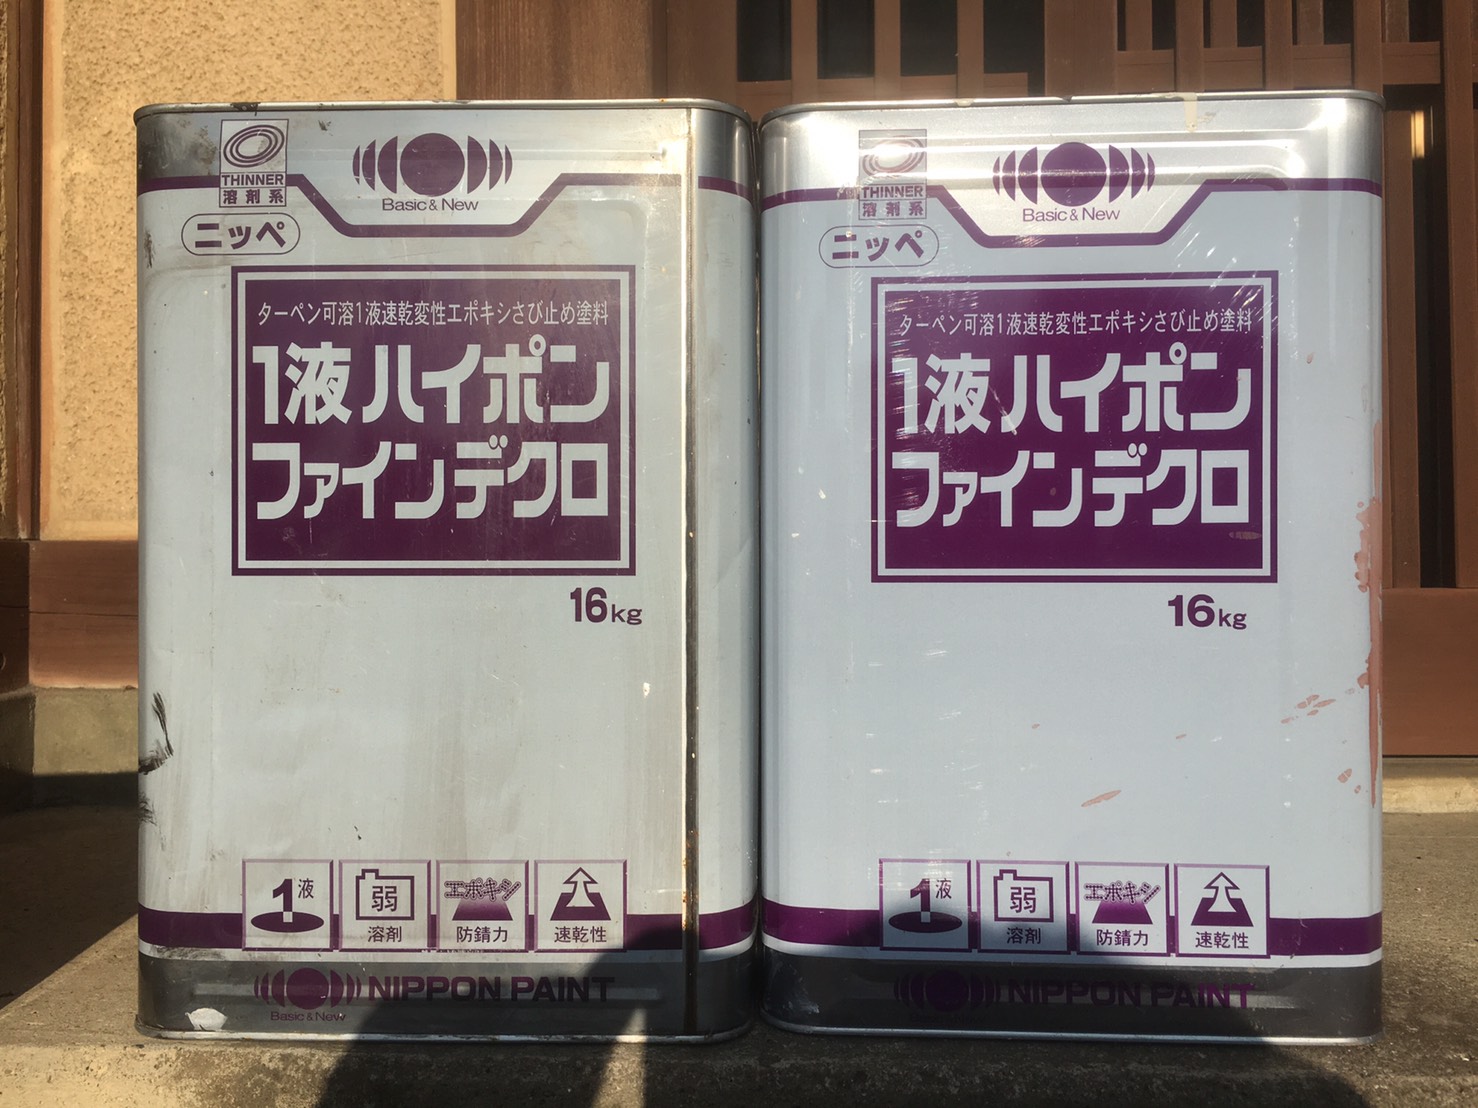 THINNER
溶剤系
Basic & New
ニッペ
ターペン可溶1液速乾変性エポキシさび止め塗料
1液ハイポン
ファインデクロ
16kg
1液
弱
溶剤
エポキシ
防錆力
速乾性
NIPPON PAINT
Basic & New
THINNER
溶剤系
Basic & New
ニッペ
ターペン可溶1液速乾変性エポキシさび止め塗料
1液ハイポン
ファインデクロ
16kg
1液
弱
溶剤
エポキシ
防錆力
速乾性
NIPPON PAINT